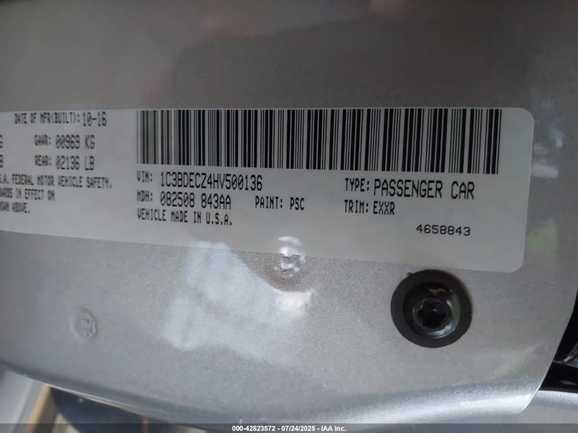 DATE OF MFR(BUILT): 10-16
GAWR: 00969 KG
REAR: 02136 LB
FEDERAL MOTOR VEHICLE SAFETY.
IN EFFECT ON
ABOVE.
VIN: 1C3BDECZ4HV500136
MDH: 082508 843AA
PAINT: PSC
VEHICLE MADE IN U.S.A.
TYPE: PASSENGER CAR
TRIM: EXXR
4658843
000-42823572 - 07/24/2025 - IAA Inc.